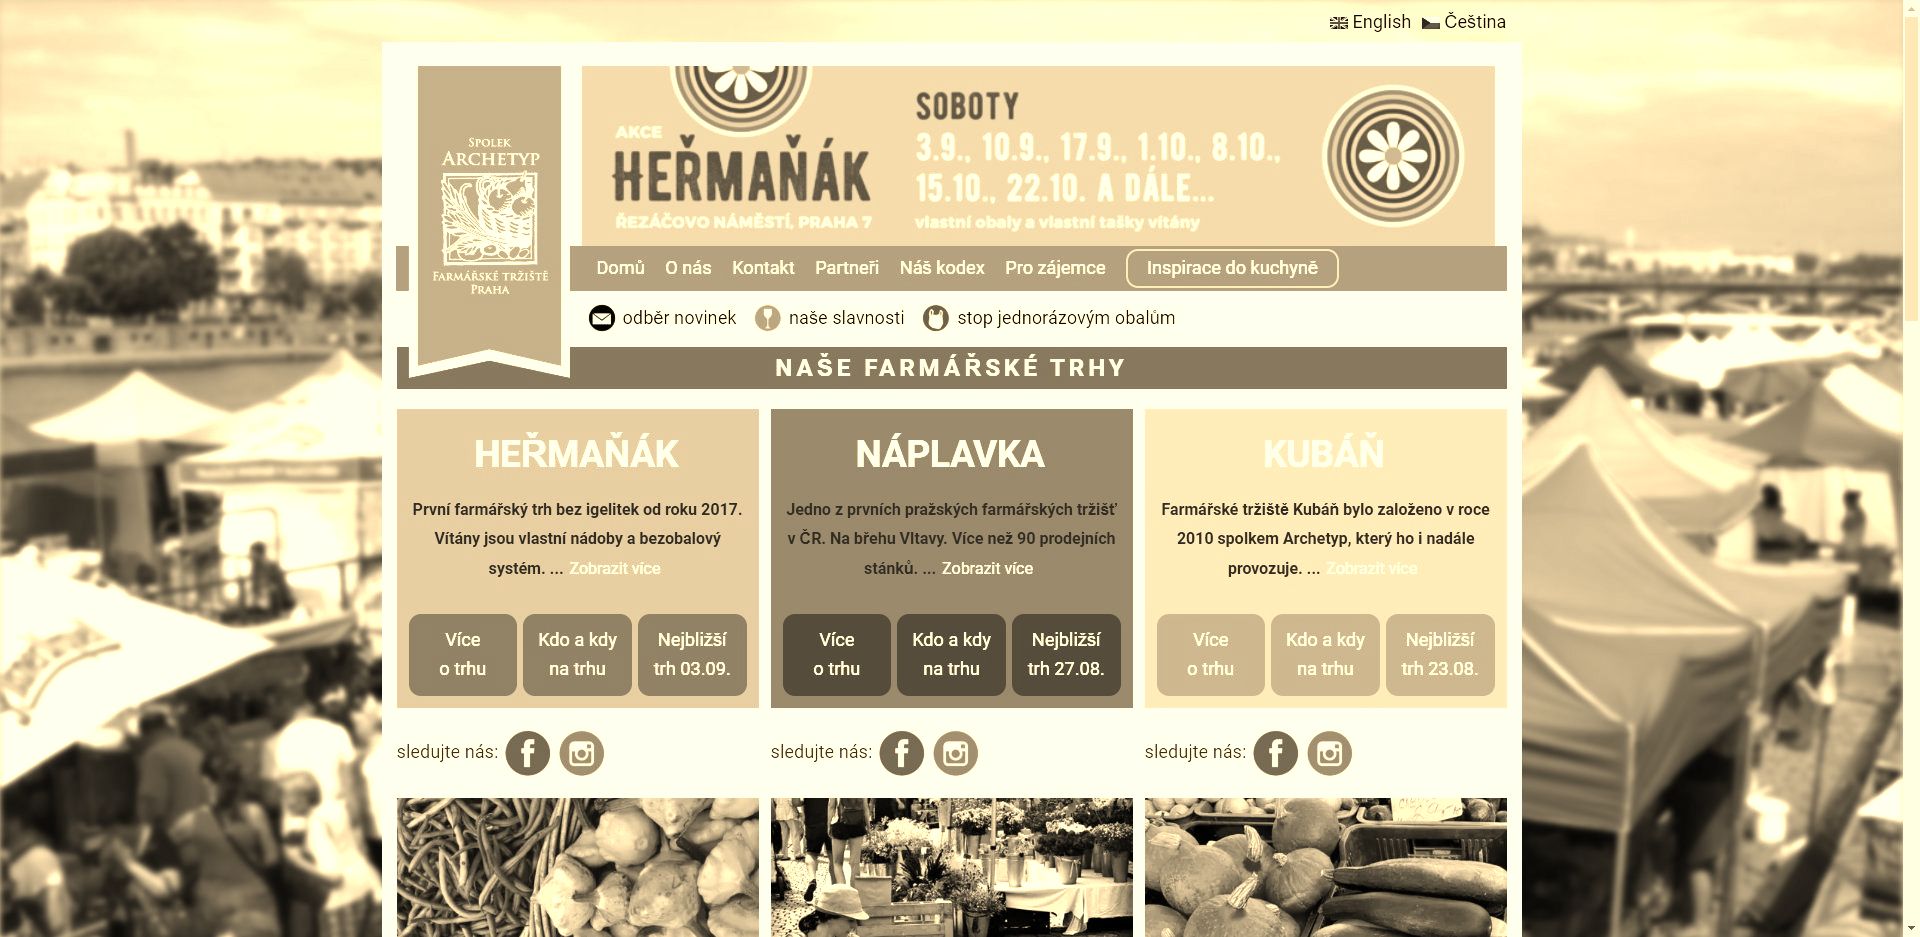 English Čeština
SPOLEK
ARCHETYP
FARMÁŘSKÉ TRŽIŠTĚ
PRAHA
AKCE
HEŘMAŇÁK
ŘEZÁČOVO NÁMĚSTÍ, PRAHA 7
SOBOTY
3.9., 10.9., 17.9., 1.10., 8.10.,
15.10., 22.10. A DÁLE...
vlastní obaly a vlastní tašky vítány
Domů O nás Kontakt Partneři Náš kodex Pro zájemce Inspirace do kuchyně
odběr novinek naše slavnosti stop jednorázovým obalům
NAŠE FARMÁŘSKÉ TRHY
HEŘMAŇÁK
První farmářský trh bez igelitek od roku 2017.
Vítány jsou vlastní nádoby a bezobalový
systém. ... Zobrazit více
Více
o trhu
Kdo a kdy
na trhu
Nejbližší
trh 03.09.
sledujte nás:
NÁPLAVKA
Jedno z prvních pražských farmářských tržišť
v ČR. Na břehu Vltavy. Více než 90 prodejních
stánků. ... Zobrazit více
Více
o trhu
Kdo a kdy
na trhu
Nejbližší
trh 27.08.
sledujte nás:
KUBÁŇ
Farmářské tržiště Kubáň bylo založeno v roce
2010 spolkem Archetyp, který ho i nadále
provozuje. ... Zobrazit více
Více
o trhu
Kdo a kdy
na trhu
Nejbližší
trh 23.08.
sledujte nás: